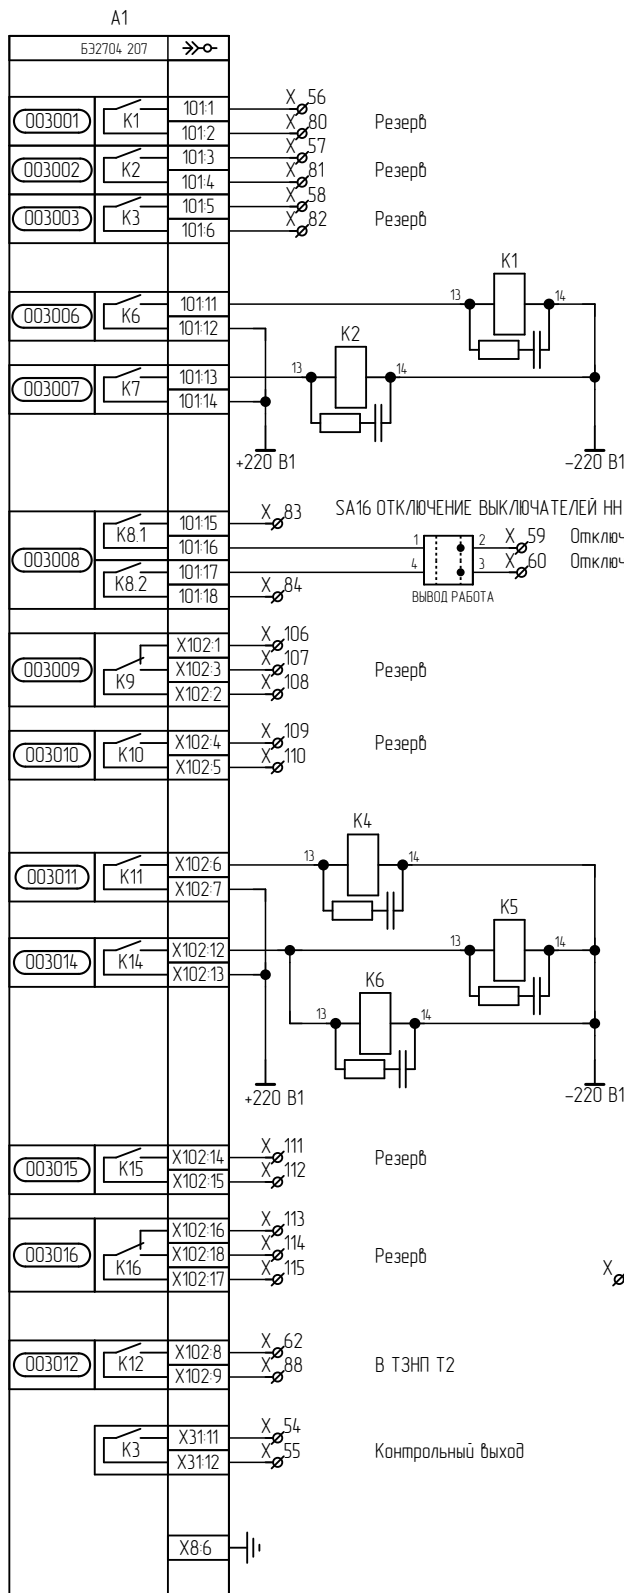 A1
БЭ2704 207
003001 K1 101:1 X 56
101:2 X 80 Резерв
003002 K2 101:3 X 57
101:4 X 81 Резерв
003003 K3 101:5 X 58
101:6 X 82 Резерв
K1
003006 K6 101:11 13 14
101:12
K2
003007 K7 101:13 13 14
101:14
+220 В1 -220 В1
SA16 ОТКЛЮЧЕНИЕ ВЫКЛЮЧАТЕЛЕЙ НН
003008 K8.1 101:15 X 83
101:16 1 2 X 59 Отключ
K8.2 101:17 4 3 X 60 Отключ
101:18 X 84
ВЫВОД РАБОТА
003009 K9 X102:1 X 106
X102:3 X 107 Резерв
X102:2 X 108
003010 K10 X102:4 X 109 Резерв
X102:5 X 110
K4
003011 K11 X102:6 13 14
X102:7
K5
003014 K14 X102:12 13 14
X102:13
K6
13 14
+220 В1 -220 В1
003015 K15 X102:14 X 111 Резерв
X102:15 X 112
003016 K16 X102:16 X 113
X102:18 X 114 Резерв
X102:17 X 115 X
003012 K12 X102:8 X 62
X102:9 X 88 В ТЗНП Т2
K3 X31:11 X 54
X31:12 X 55 Контрольный выход
X8:6